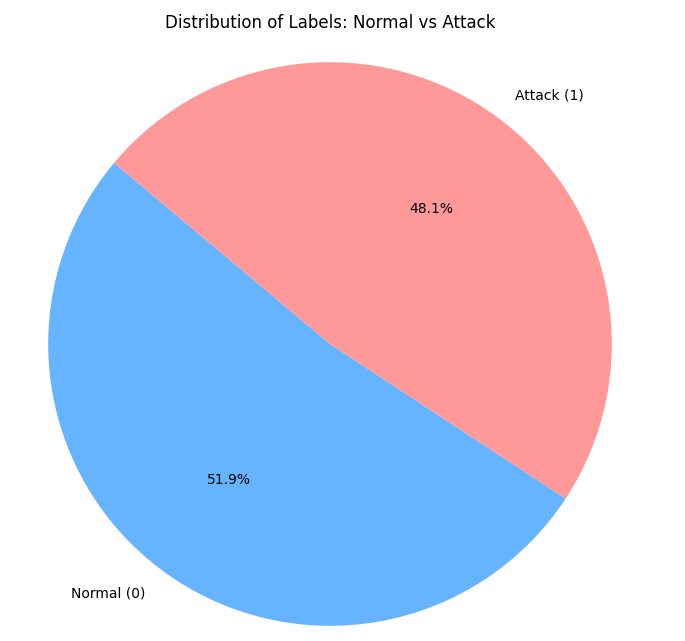 Distribution of Labels: Normal vs Attack
Attack (1)
48.1%
51.9%
Normal (0)